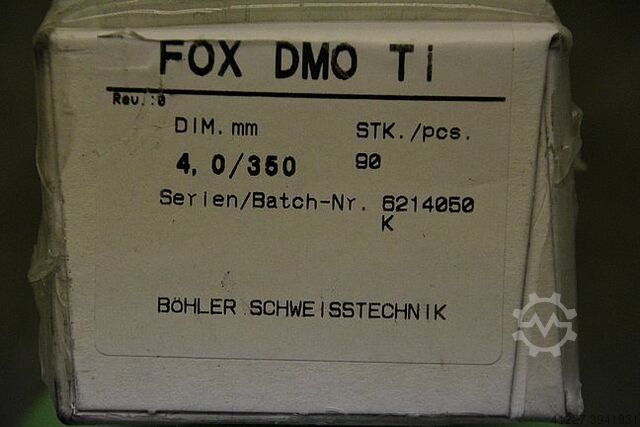 FOX DMO Ti
Rev.:0
DIM. mm STK./pcs.
4,0/350 90
Serien/Batch-Nr. 6214050
K
BÖHLER SCHWEISSTECHNIK